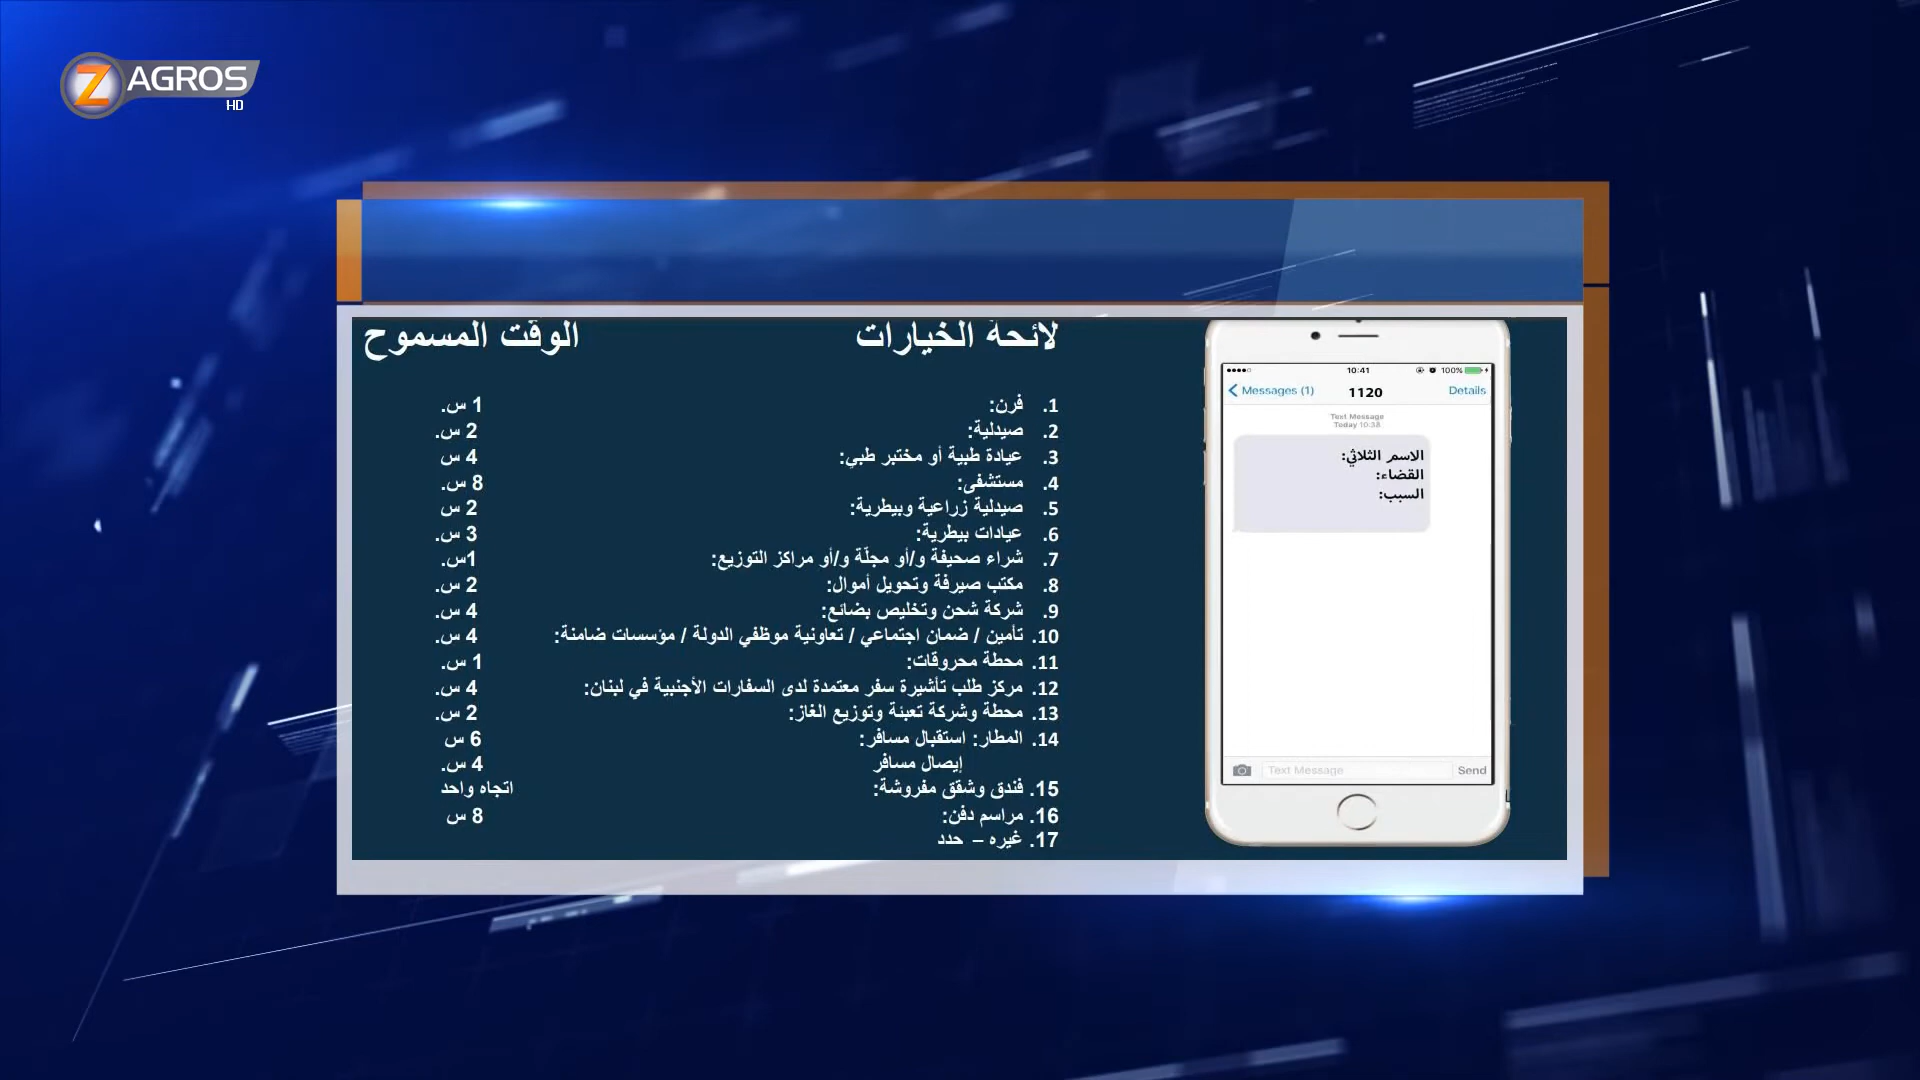 Z AGROS
HD
لائحة الخيارات
الوقت المسموح
1. فرن: 1 س.
2. صيدلية: 2 س.
3. عيادة طبية أو مختبر طبي: 4 س
4. مستشفى: 8 س.
5. صيدلية زراعية وبيطرية: 2 س
6. عيادات بيطرية: 3 س.
7. شراء صحيفة و/أو مجلّة و/أو مراكز التوزيع: 1س.
8. مكتب صيرفة وتحويل أموال: 2 س.
9. شركة شحن وتخليص بضائع: 4 س.
10. تأمين / ضمان اجتماعي / تعاونية موظفي الدولة / مؤسسات ضامنة: 4 س.
11. محطة محروقات: 1 س.
12. مركز طلب تأشيرة سفر معتمدة لدى السفارات الأجنبية في لبنان: 4 س.
13. محطة وشركة تعبئة وتوزيع الغاز: 2 س.
14. المطار: استقبال مسافر: 6 س
إيصال مسافر 4 س.
15. فندق وشقق مفروشة: اتجاه واحد
16. مراسم دفن: 8 س
17. غيره – حدد
10:41
100%
Messages (1)
1120
Details
Text Message
Today 10:38
الاسم الثلاثي:
القضاء:
السبب:
Text Message
Send